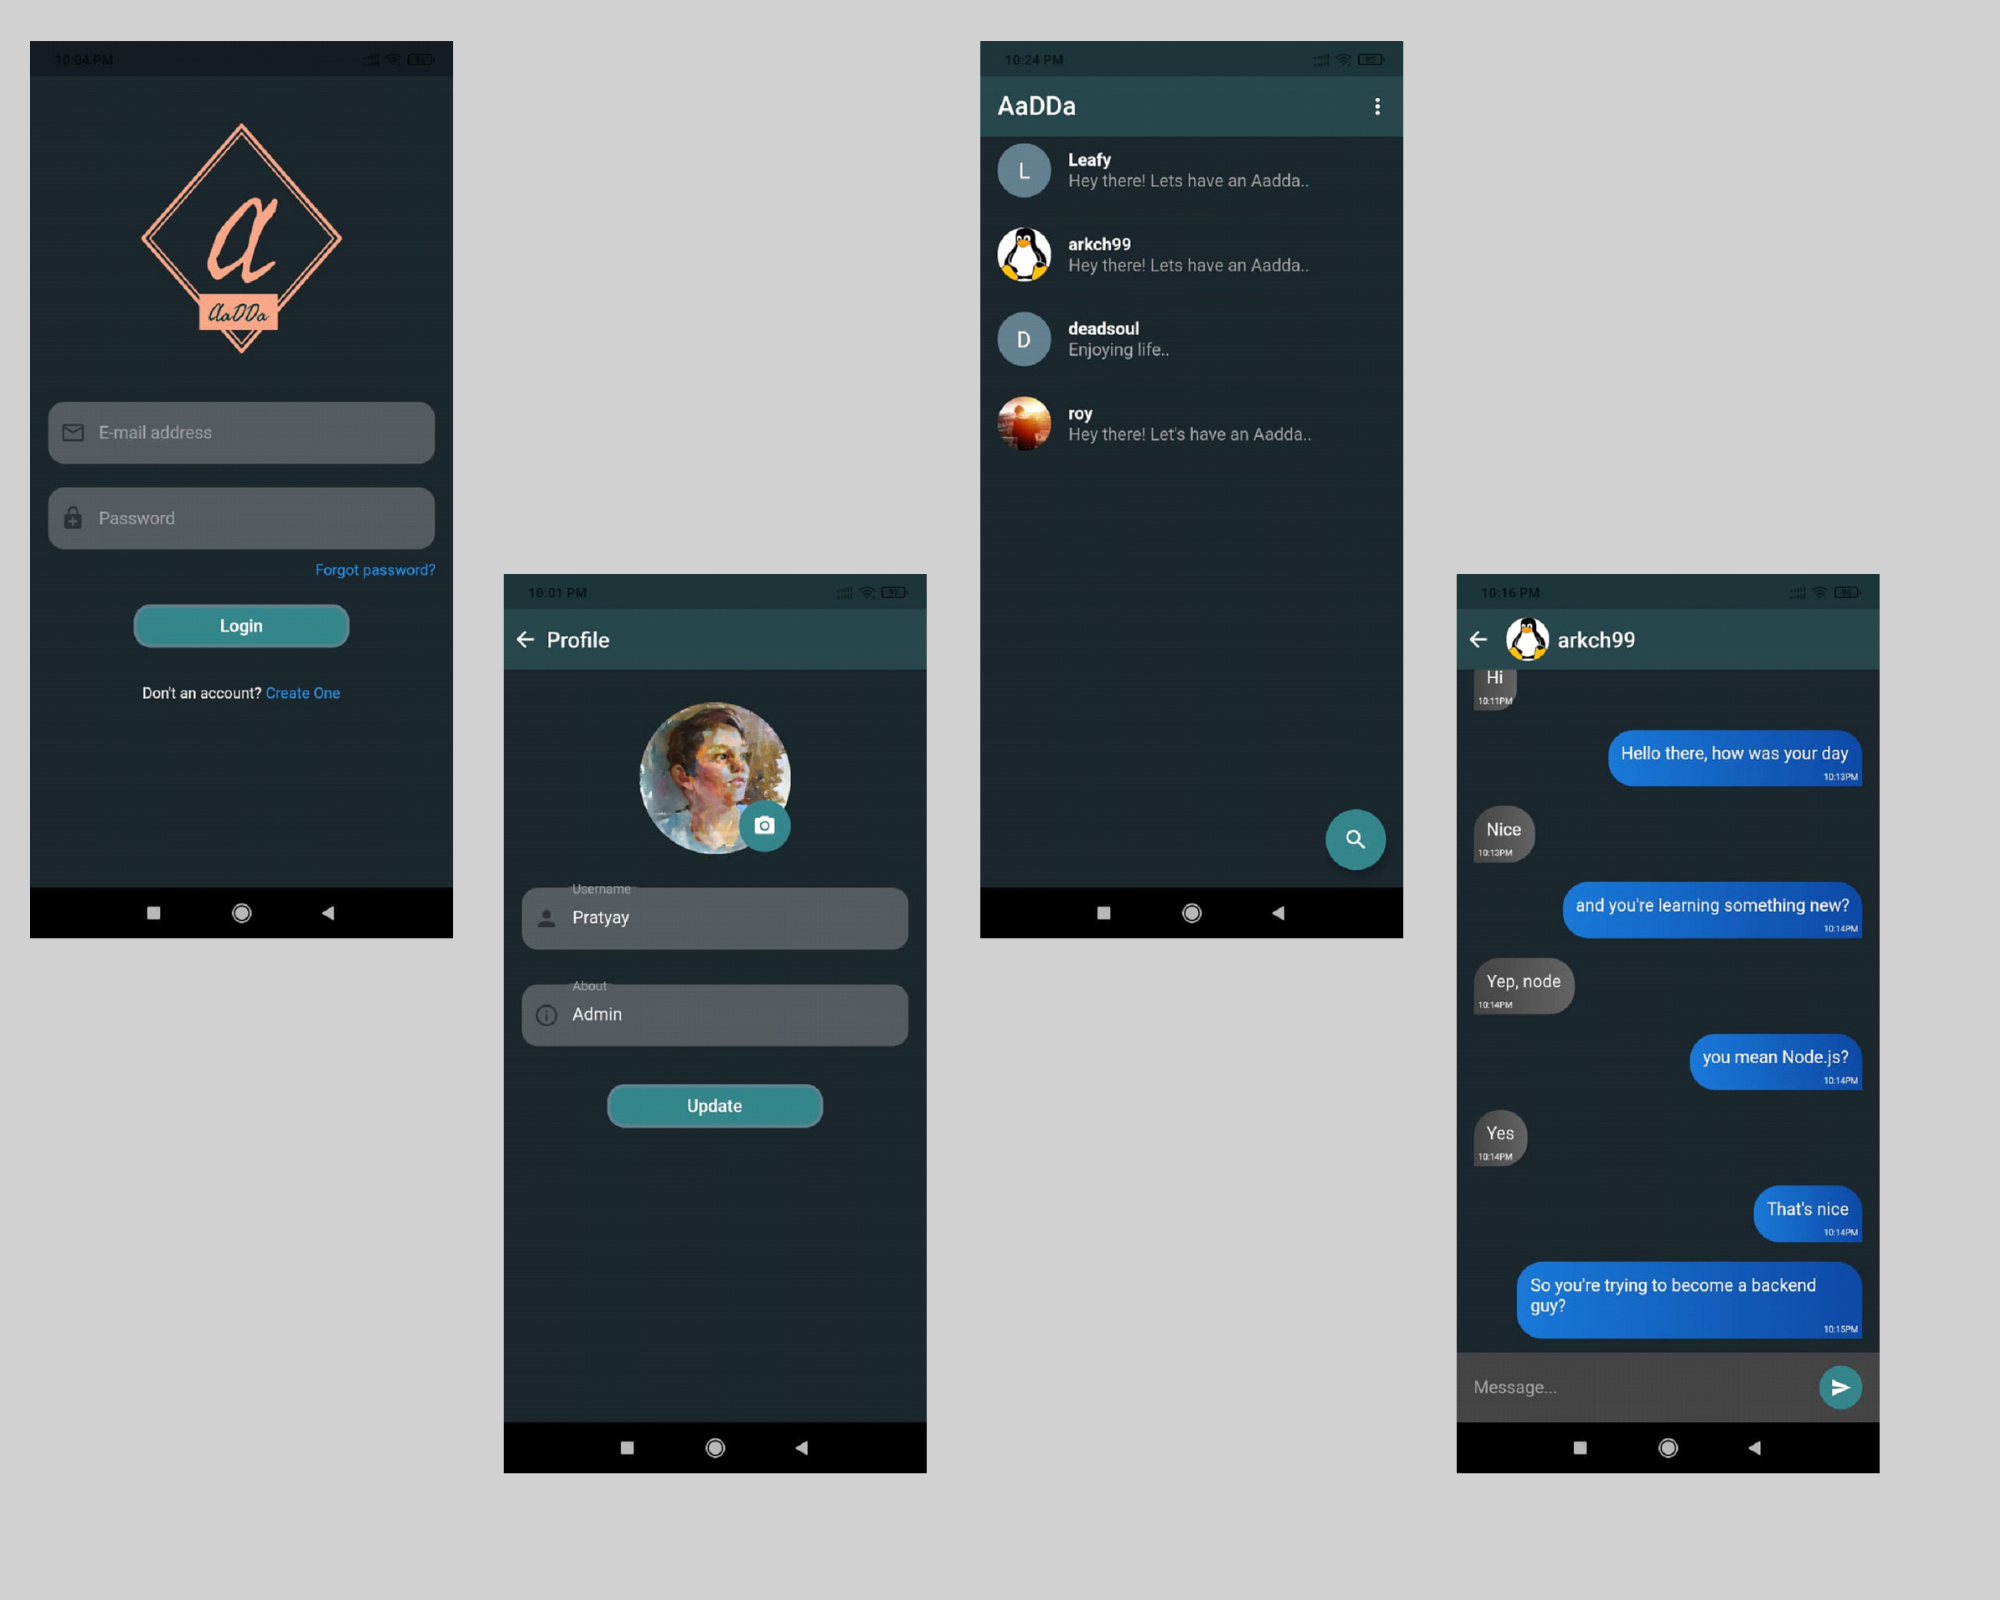 10:04 PM
a
AaDDa
E-mail address
Password
Forgot password?
Login
Don't an account? Create One
10:01 PM
Profile
Username
Pratyay
About
Admin
Update
10:24 PM
AaDDa
L
Leafy
Hey there! Lets have an Aadda..
arkch99
Hey there! Lets have an Aadda..
D
deadsoul
Enjoying life..
roy
Hey there! Let's have an Aadda..
10:16 PM
arkch99
Hi
10:11PM
Hello there, how was your day
10:13PM
Nice
10:13PM
and you're learning something new?
10:14PM
Yep, node
10:14PM
you mean Node.js?
10:14PM
Yes
10:14PM
That's nice
10:14PM
So you're trying to become a backend
guy?
10:15PM
Message...